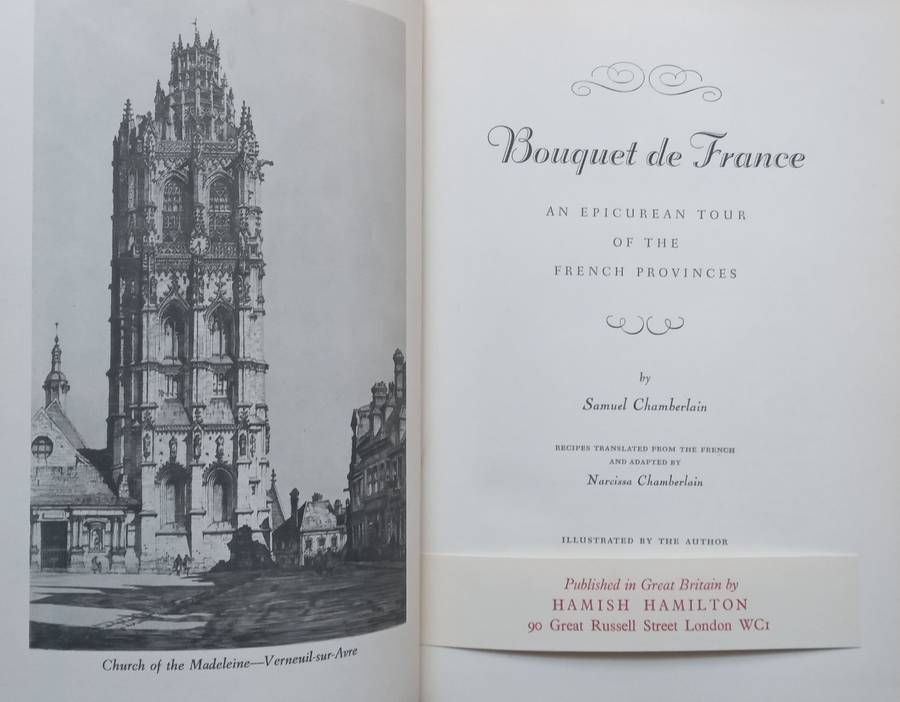 Church of the Madeleine—Verneuil-sur-Avre
Bouquet de France
AN EPICUREAN TOUR
OF THE
FRENCH PROVINCES
by
Samuel Chamberlain
RECIPES TRANSLATED FROM THE FRENCH
AND ADAPTED BY
Narcissa Chamberlain
ILLUSTRATED BY THE AUTHOR
Published in Great Britain by
HAMISH HAMILTON
90 Great Russell Street London WC1